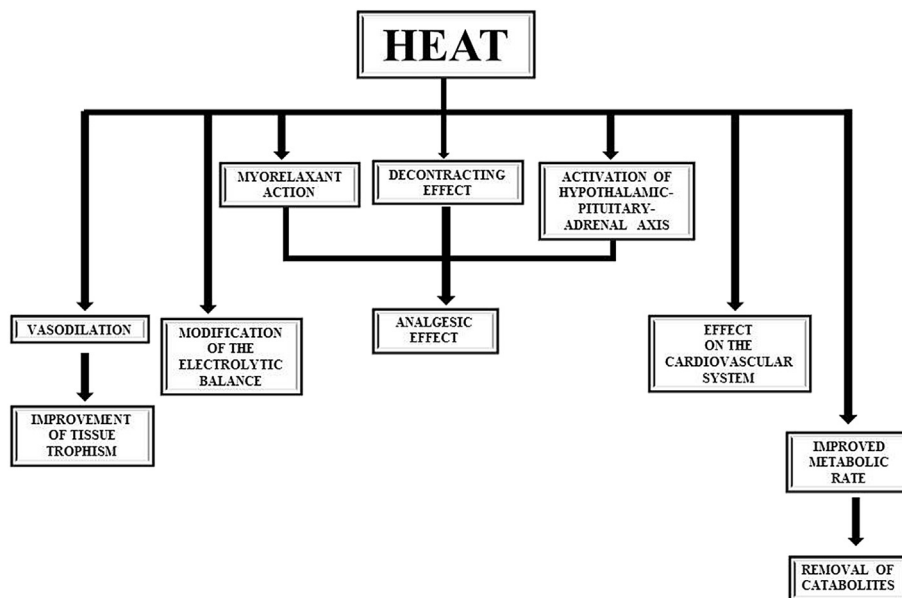 HEAT
MYORELAXANT
ACTION
DECONTRACTING
EFFECT
ACTIVATION OF
HYPOTHALAMIC-
PITUITARY-
ADRENAL AXIS
VASODILATION
MODIFICATION
OF THE
ELECTROLYTIC
BALANCE
ANALGESIC
EFFECT
EFFECT
ON THE
CARDIOVASCULAR
SYSTEM
IMPROVEMENT
OF TISSUE
TROPHISM
IMPROVED
METABOLIC
RATE
REMOVAL OF
CATABOLITES